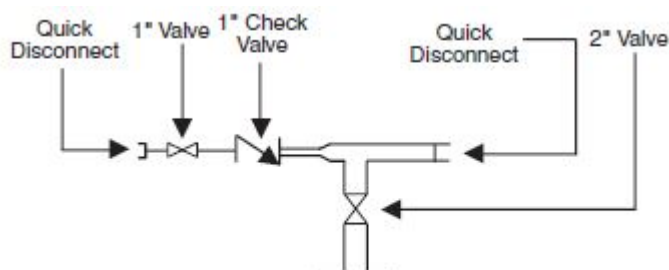 Quick
Disconnect
1" Valve
1" Check
Valve
Quick
Disconnect
2" Valve